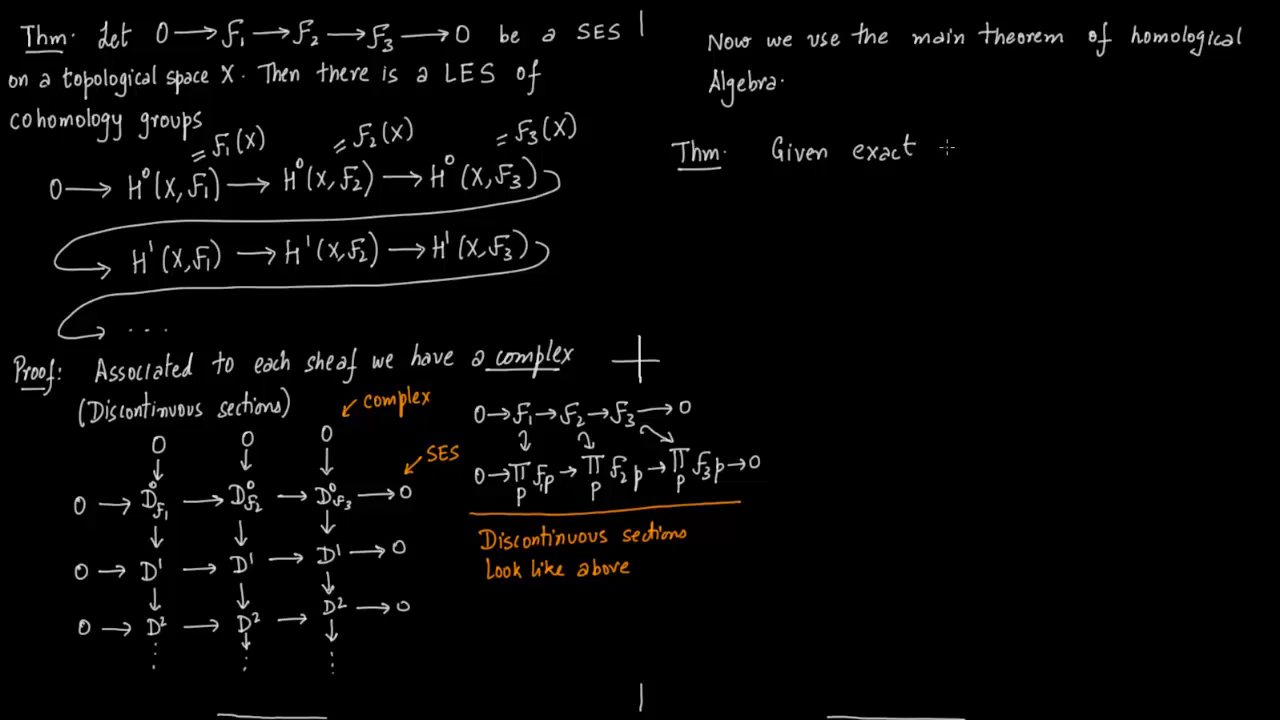 Thm. Let 0 → F₁ → F₂ → F₃ → 0 be a SES
on a topological space X. Then there is a LES of
cohomology groups
= F₁(X) = F₂(X) = F₃(X)
0 → H⁰(X, F₁) → H⁰(X, F₂) → H⁰(X, F₃)
→ H¹(X, F₁) → H¹(X, F₂) → H¹(X, F₃)
→ ...
Proof: Associated to each sheaf we have a complex
(Discontinuous sections)
complex
SES
0 0 0
↓ ↓ ↓
0 → D⁰F₁ → D⁰F₂ → D⁰F₃ → 0
↓ ↓ ↓
0 → D¹ → D¹ → D¹ → 0
↓ ↓ ↓
0 → D² → D² → D² → 0
↓ ↓
⋮ ⋮ ⋮
0 → F₁ → F₂ → F₃ → 0
0 → ∏ F₁p → ∏ F₂p → ∏ F₃p → 0
p p p
Discontinuous sections
Look like above
Now we use the main theorem of homological
Algebra.
Thm. Given exact